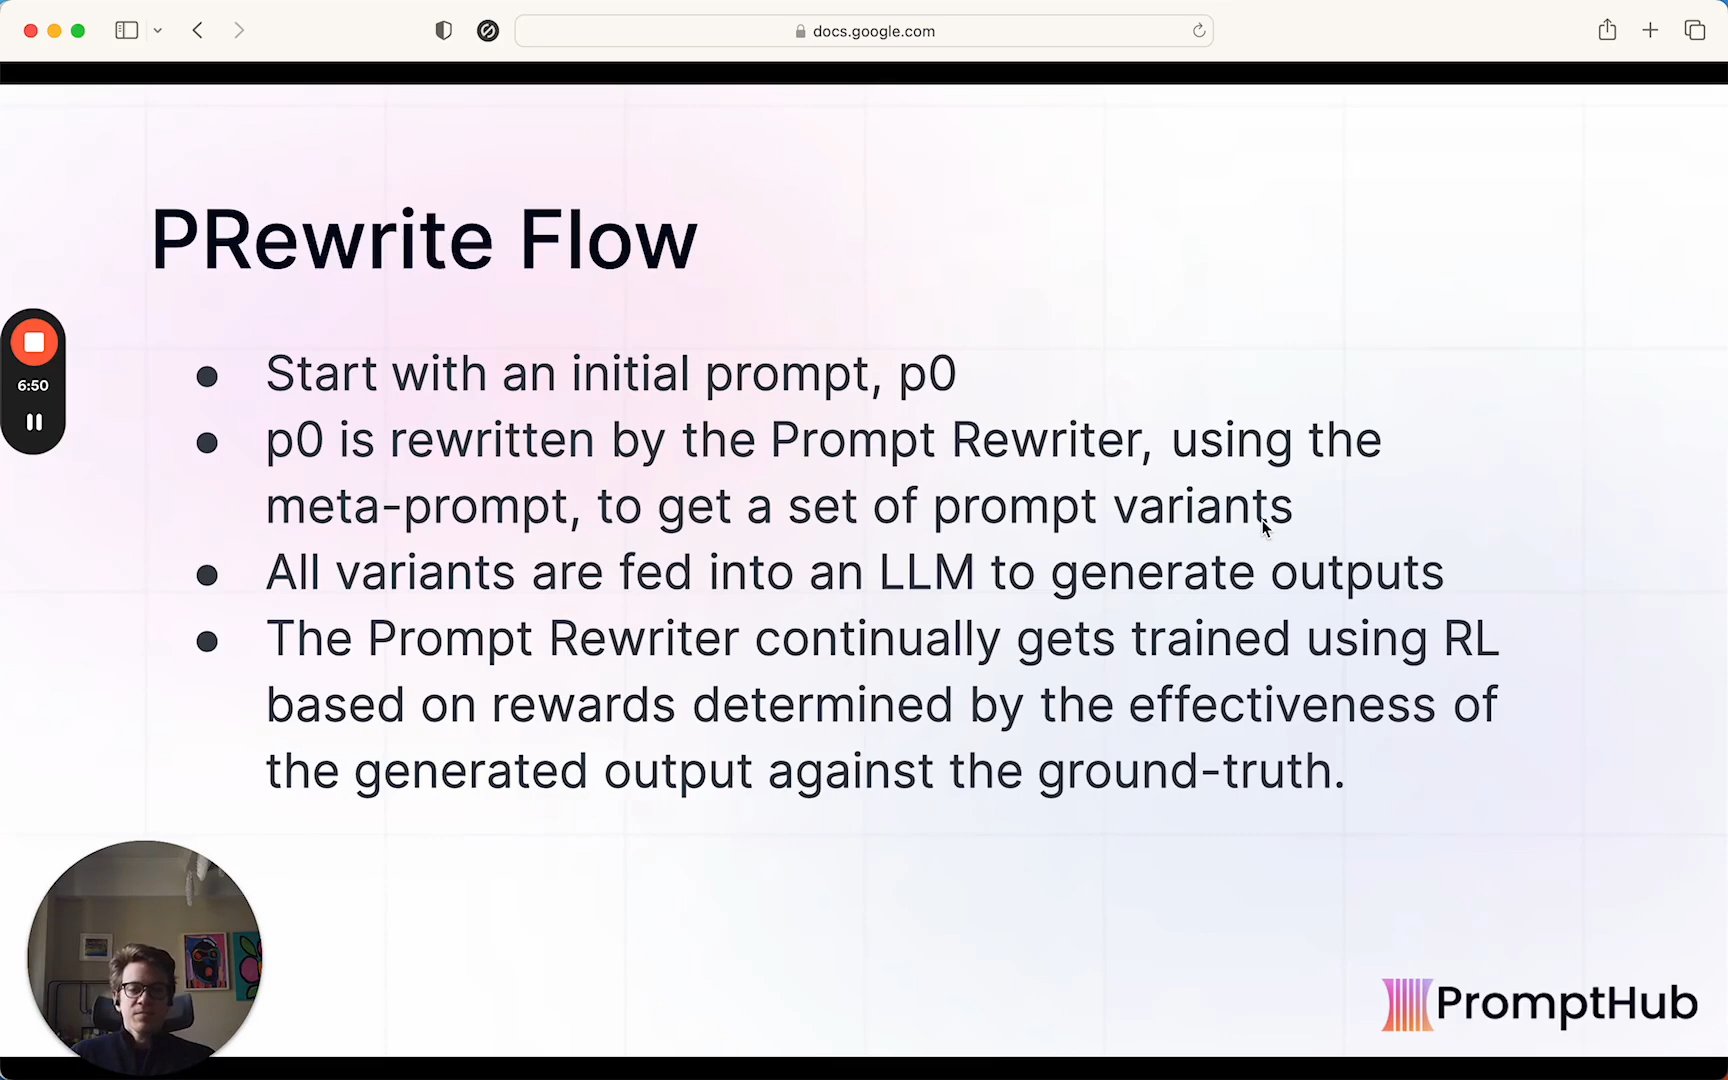 docs.google.com
PRewrite Flow
6:50
● Start with an initial prompt, p0
● p0 is rewritten by the Prompt Rewriter, using the
meta-prompt, to get a set of prompt variants
● All variants are fed into an LLM to generate outputs
● The Prompt Rewriter continually gets trained using RL
based on rewards determined by the effectiveness of
the generated output against the ground-truth.
PromptHub